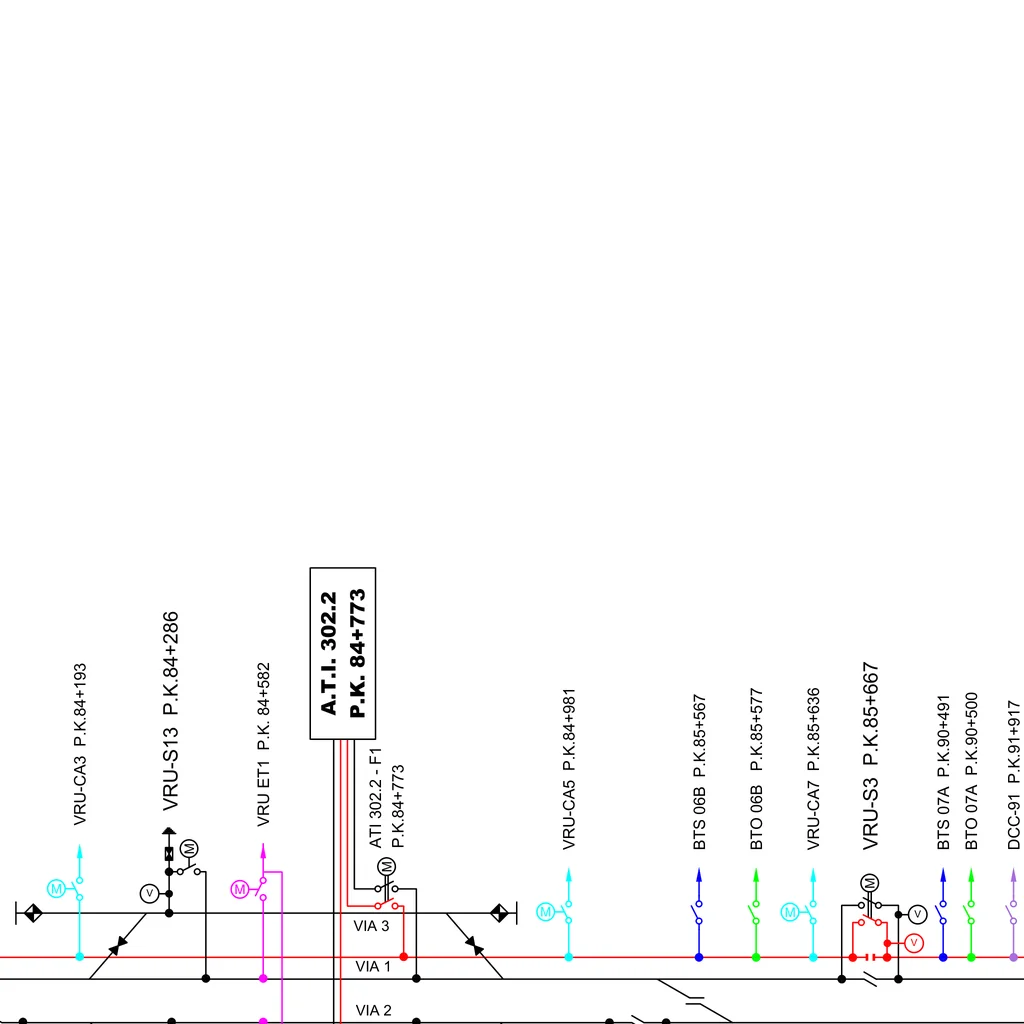 VRU-CA3 P.K.84+193
VRU-S13 P.K.84+286
VRU ET1 P.K. 84+582
A.T.I. 302.2
P.K. 84+773
ATI 302.2 - F1
P.K.84+773
VRU-CA5 P.K.84+981
BTS 06B P.K.85+567
BTO 06B P.K.85+577
VRU-CA7 P.K.85+636
VRU-S3 P.K.85+667
BTS 07A P.K.90+491
BTO 07A P.K.90+500
DCC-91 P.K.91+917
M
M
V
M
M
M
M
M
V
V
VIA 3
VIA 1
VIA 2